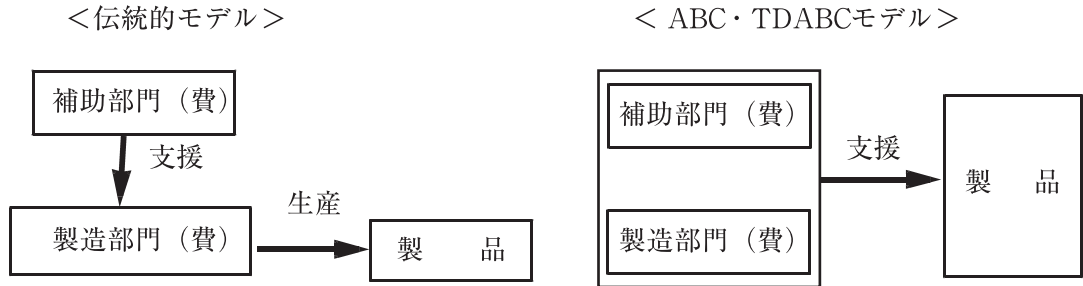 ＜伝統的モデル＞
補助部門（費）
支援
製造部門（費）
生産
製　品
＜ ABC・TDABCモデル＞
補助部門（費）
製造部門（費）
支援
製　品